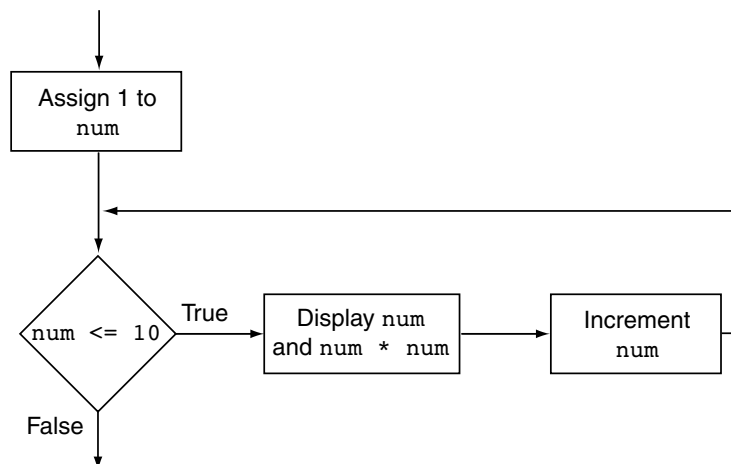 Assign 1 to
num
num <= 10
True
Display num
and num * num
Increment
num
False